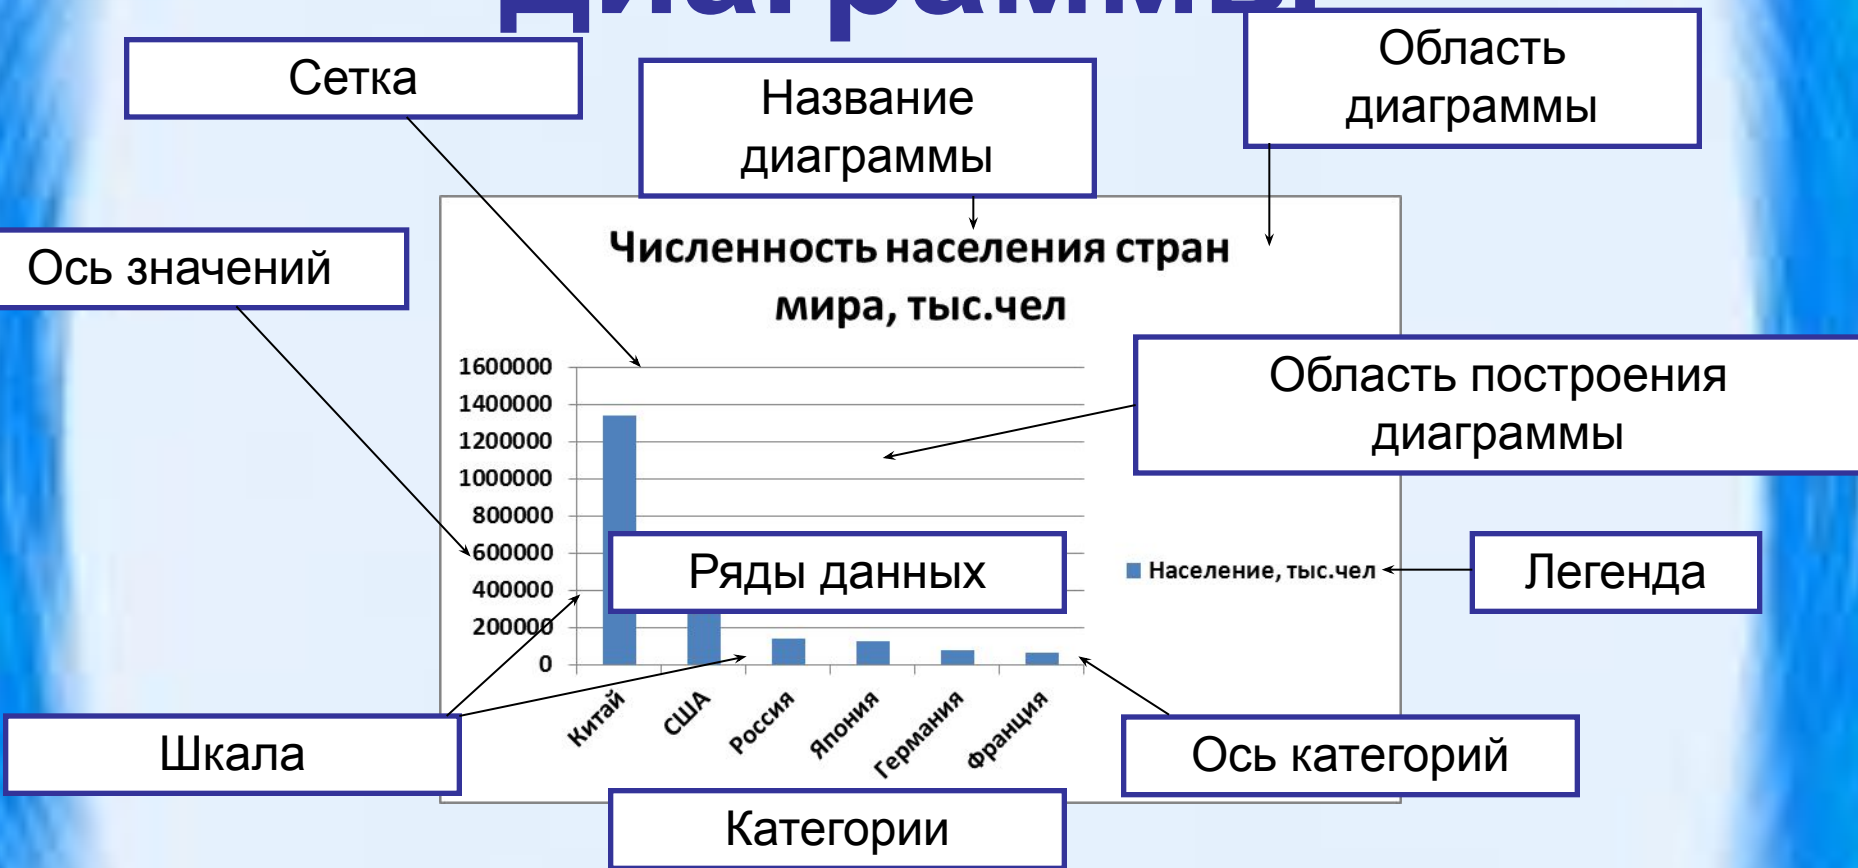 диаграммы
Сетка
Название
диаграммы
Область
диаграммы
Ось значений
Численность населения стран
мира, тыс.чел
Область построения
диаграммы
1600000
1400000
1200000
1000000
800000
600000
400000
200000
0
Ряды данных
Население, тыс.чел
Легенда
Китай
США
Россия
Япония
Германия
Франция
Шкала
Ось категорий
Категории